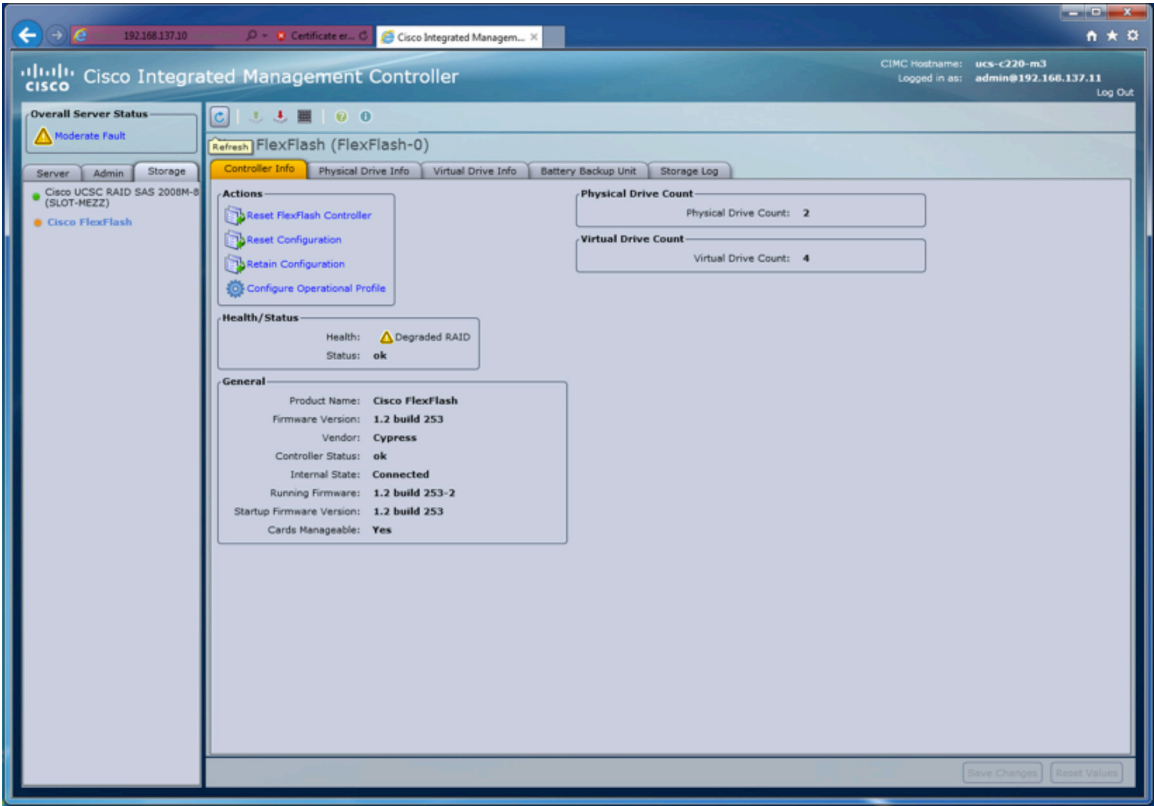 192.168.137.10
Certificate er...
Cisco Integrated Managem...
CISCO
Cisco Integrated Management Controller
CIMC Hostname: ucs-c220-m3
Logged in as: admin@192.168.137.11
Log Out
Overall Server Status
Moderate Fault
Server Admin Storage
Cisco UCSC RAID SAS 2008M-8
(SLOT-MEZZ)
Cisco FlexFlash
Refresh
FlexFlash (FlexFlash-0)
Controller Info Physical Drive Info Virtual Drive Info Battery Backup Unit Storage Log
Actions
Reset FlexFlash Controller
Reset Configuration
Retain Configuration
Configure Operational Profile
Physical Drive Count
Physical Drive Count: 2
Virtual Drive Count
Virtual Drive Count: 4
Health/Status
Health: Degraded RAID
Status: ok
General
Product Name: Cisco FlexFlash
Firmware Version: 1.2 build 253
Vendor: Cypress
Controller Status: ok
Internal State: Connected
Running Firmware: 1.2 build 253-2
Startup Firmware Version: 1.2 build 253
Cards Manageable: Yes
Save Changes Reset Values